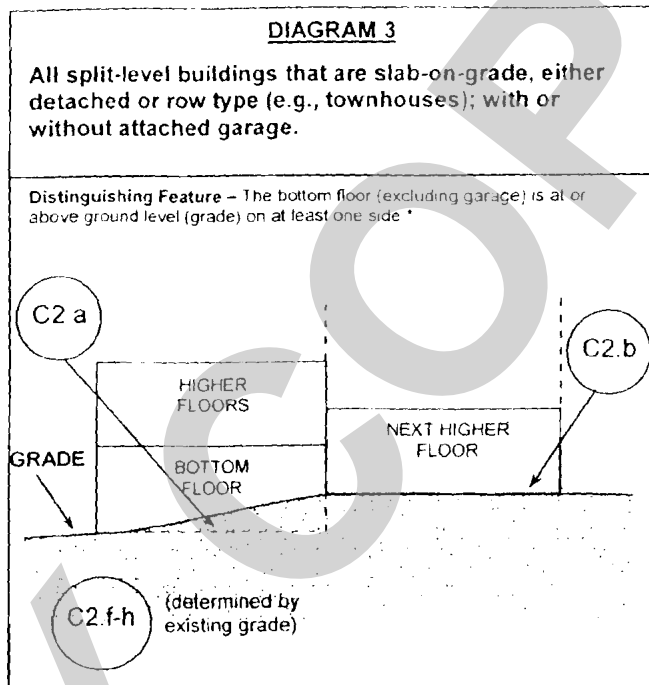 DIAGRAM 3
All split-level buildings that are slab-on-grade, either
detached or row type (e.g., townhouses); with or
without attached garage.
Distinguishing Feature – The bottom floor (excluding garage) is at or
above ground level (grade) on at least one side *
C2 a
C2.b
HIGHER
FLOORS
NEXT HIGHER
FLOOR
GRADE
BOTTOM
FLOOR
C2.f-h
(determined by
existing grade)
COP